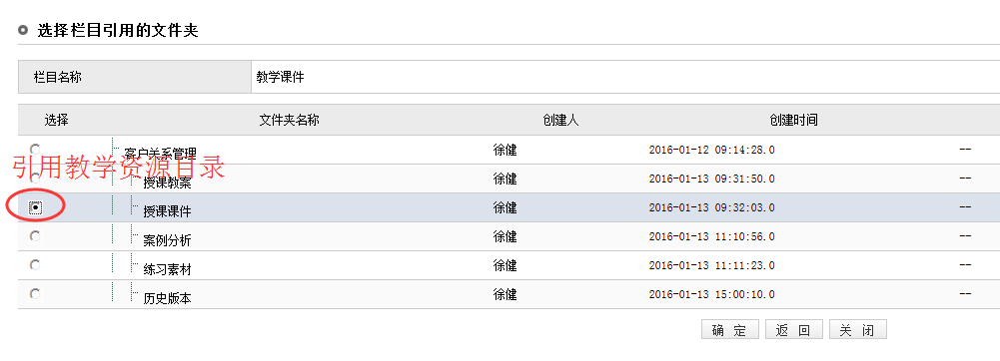 选择栏目引用的文件夹
栏目名称 教学课件
选择 文件夹名称 创建人 创建时间
客户关系管理 徐健 2016-01-12 09:14:28.0 --
引用教学资源目录
授课教案 徐健 2016-01-13 09:31:50.0 --
授课课件 徐健 2016-01-13 09:32:03.0 --
案例分析 徐健 2016-01-13 11:10:56.0 --
练习素材 徐健 2016-01-13 11:11:23.0 --
历史版本 徐健 2016-01-13 15:00:10.0 --
确 定 返 回 关 闭